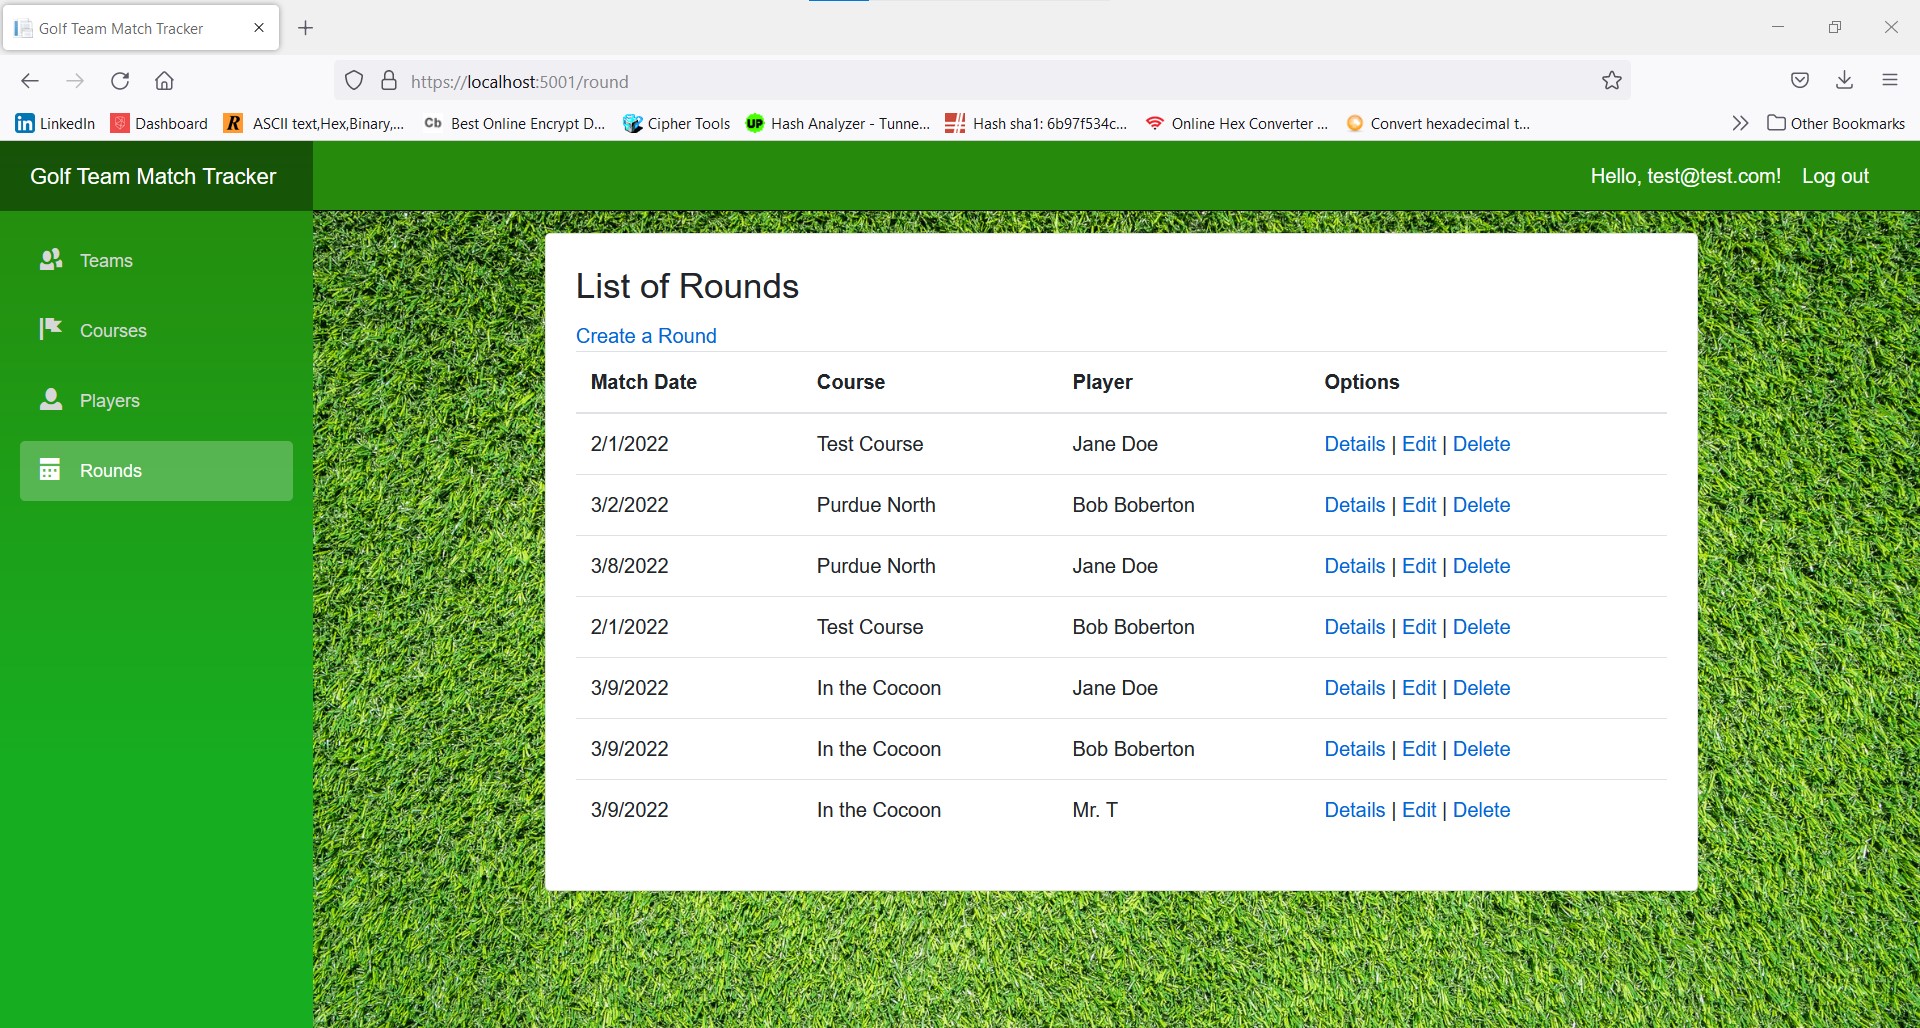 Golf Team Match Tracker
https://localhost:5001/round
LinkedIn Dashboard R ASCII text,Hex,Binary,... Cb Best Online Encrypt D... Cipher Tools UP Hash Analyzer - Tunne... Hash sha1: 6b97f534c... Online Hex Converter ... Convert hexadecimal t... Other Bookmarks
Golf Team Match Tracker
Hello, test@test.com! Log out
Teams
Courses
Players
Rounds
List of Rounds
Create a Round
Match Date Course Player Options
2/1/2022 Test Course Jane Doe Details | Edit | Delete
3/2/2022 Purdue North Bob Boberton Details | Edit | Delete
3/8/2022 Purdue North Jane Doe Details | Edit | Delete
2/1/2022 Test Course Bob Boberton Details | Edit | Delete
3/9/2022 In the Cocoon Jane Doe Details | Edit | Delete
3/9/2022 In the Cocoon Bob Boberton Details | Edit | Delete
3/9/2022 In the Cocoon Mr. T Details | Edit | Delete